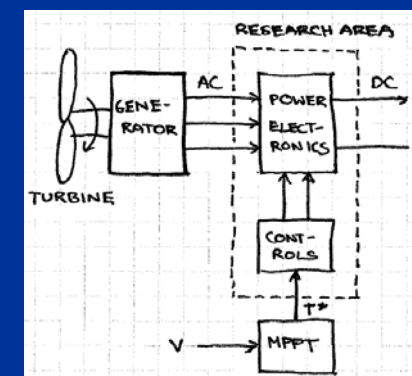 RESEARCH AREA
AC
DC
GENE-
RATOR
POWER
ELECT-
RONICS
TURBINE
CONT-
ROLS
T*
V
MPPT